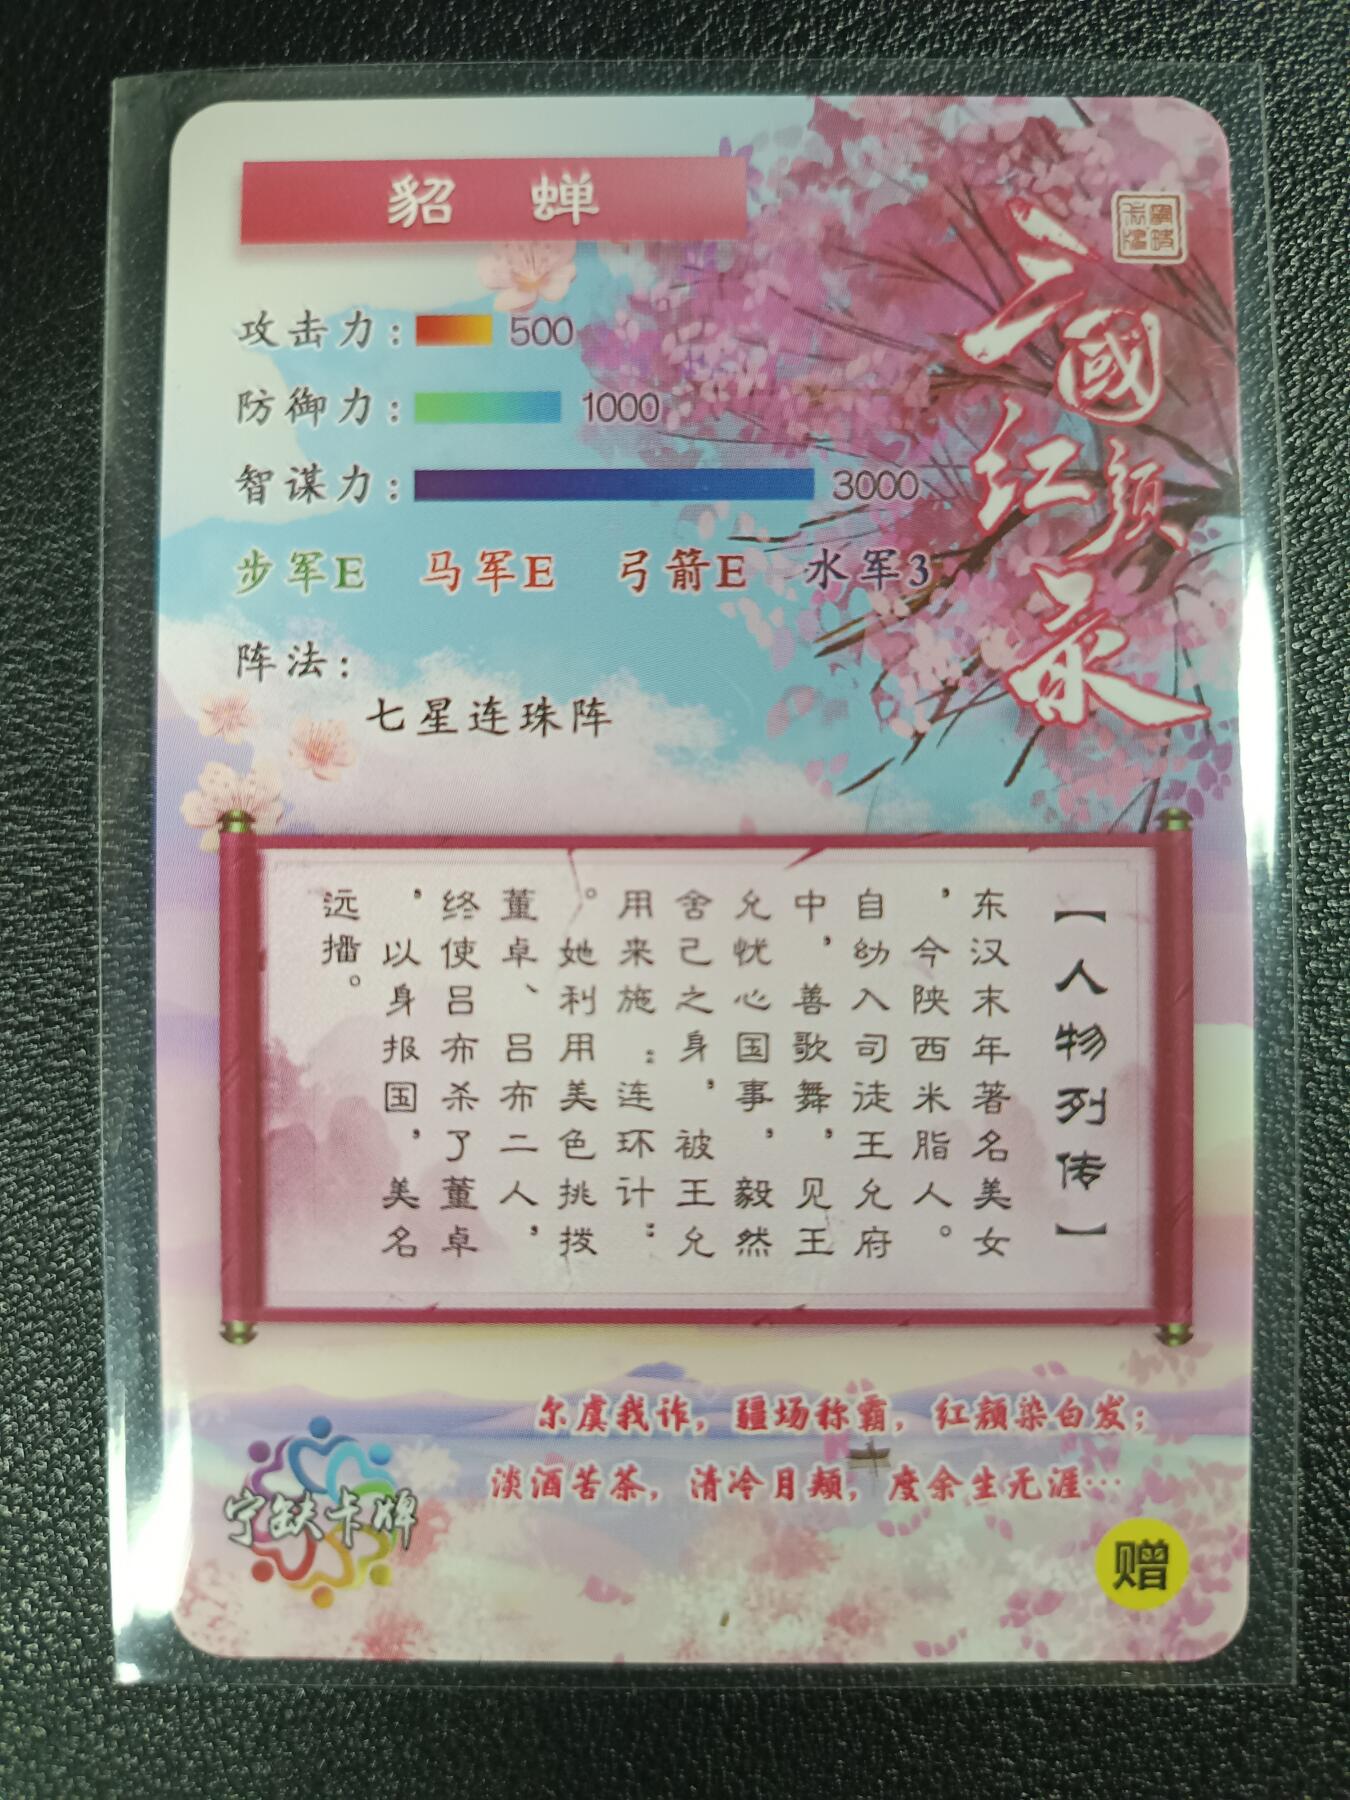 貂蝉
三國红颜录
攻击力：500
防御力：1000
智谋力：3000
步军E 马军E 弓箭E 水军3
阵法：
七星连珠阵
【人物列传】
东汉末年著名美女
，今陕西米脂人。
自幼入司徒王允府
中，善歌舞，见王
允忧心国事，毅然
舍己之身，被王允
用来施：连环计：
。她利用美色挑拨
董卓、吕布二人，
终使吕布杀了董卓
，以身报国，美名
远播。
尔虞我诈，疆场称霸，红颜染白发；
淡酒苦茶，清冷月颊，度余生无涯…
宁缺卡牌
赠